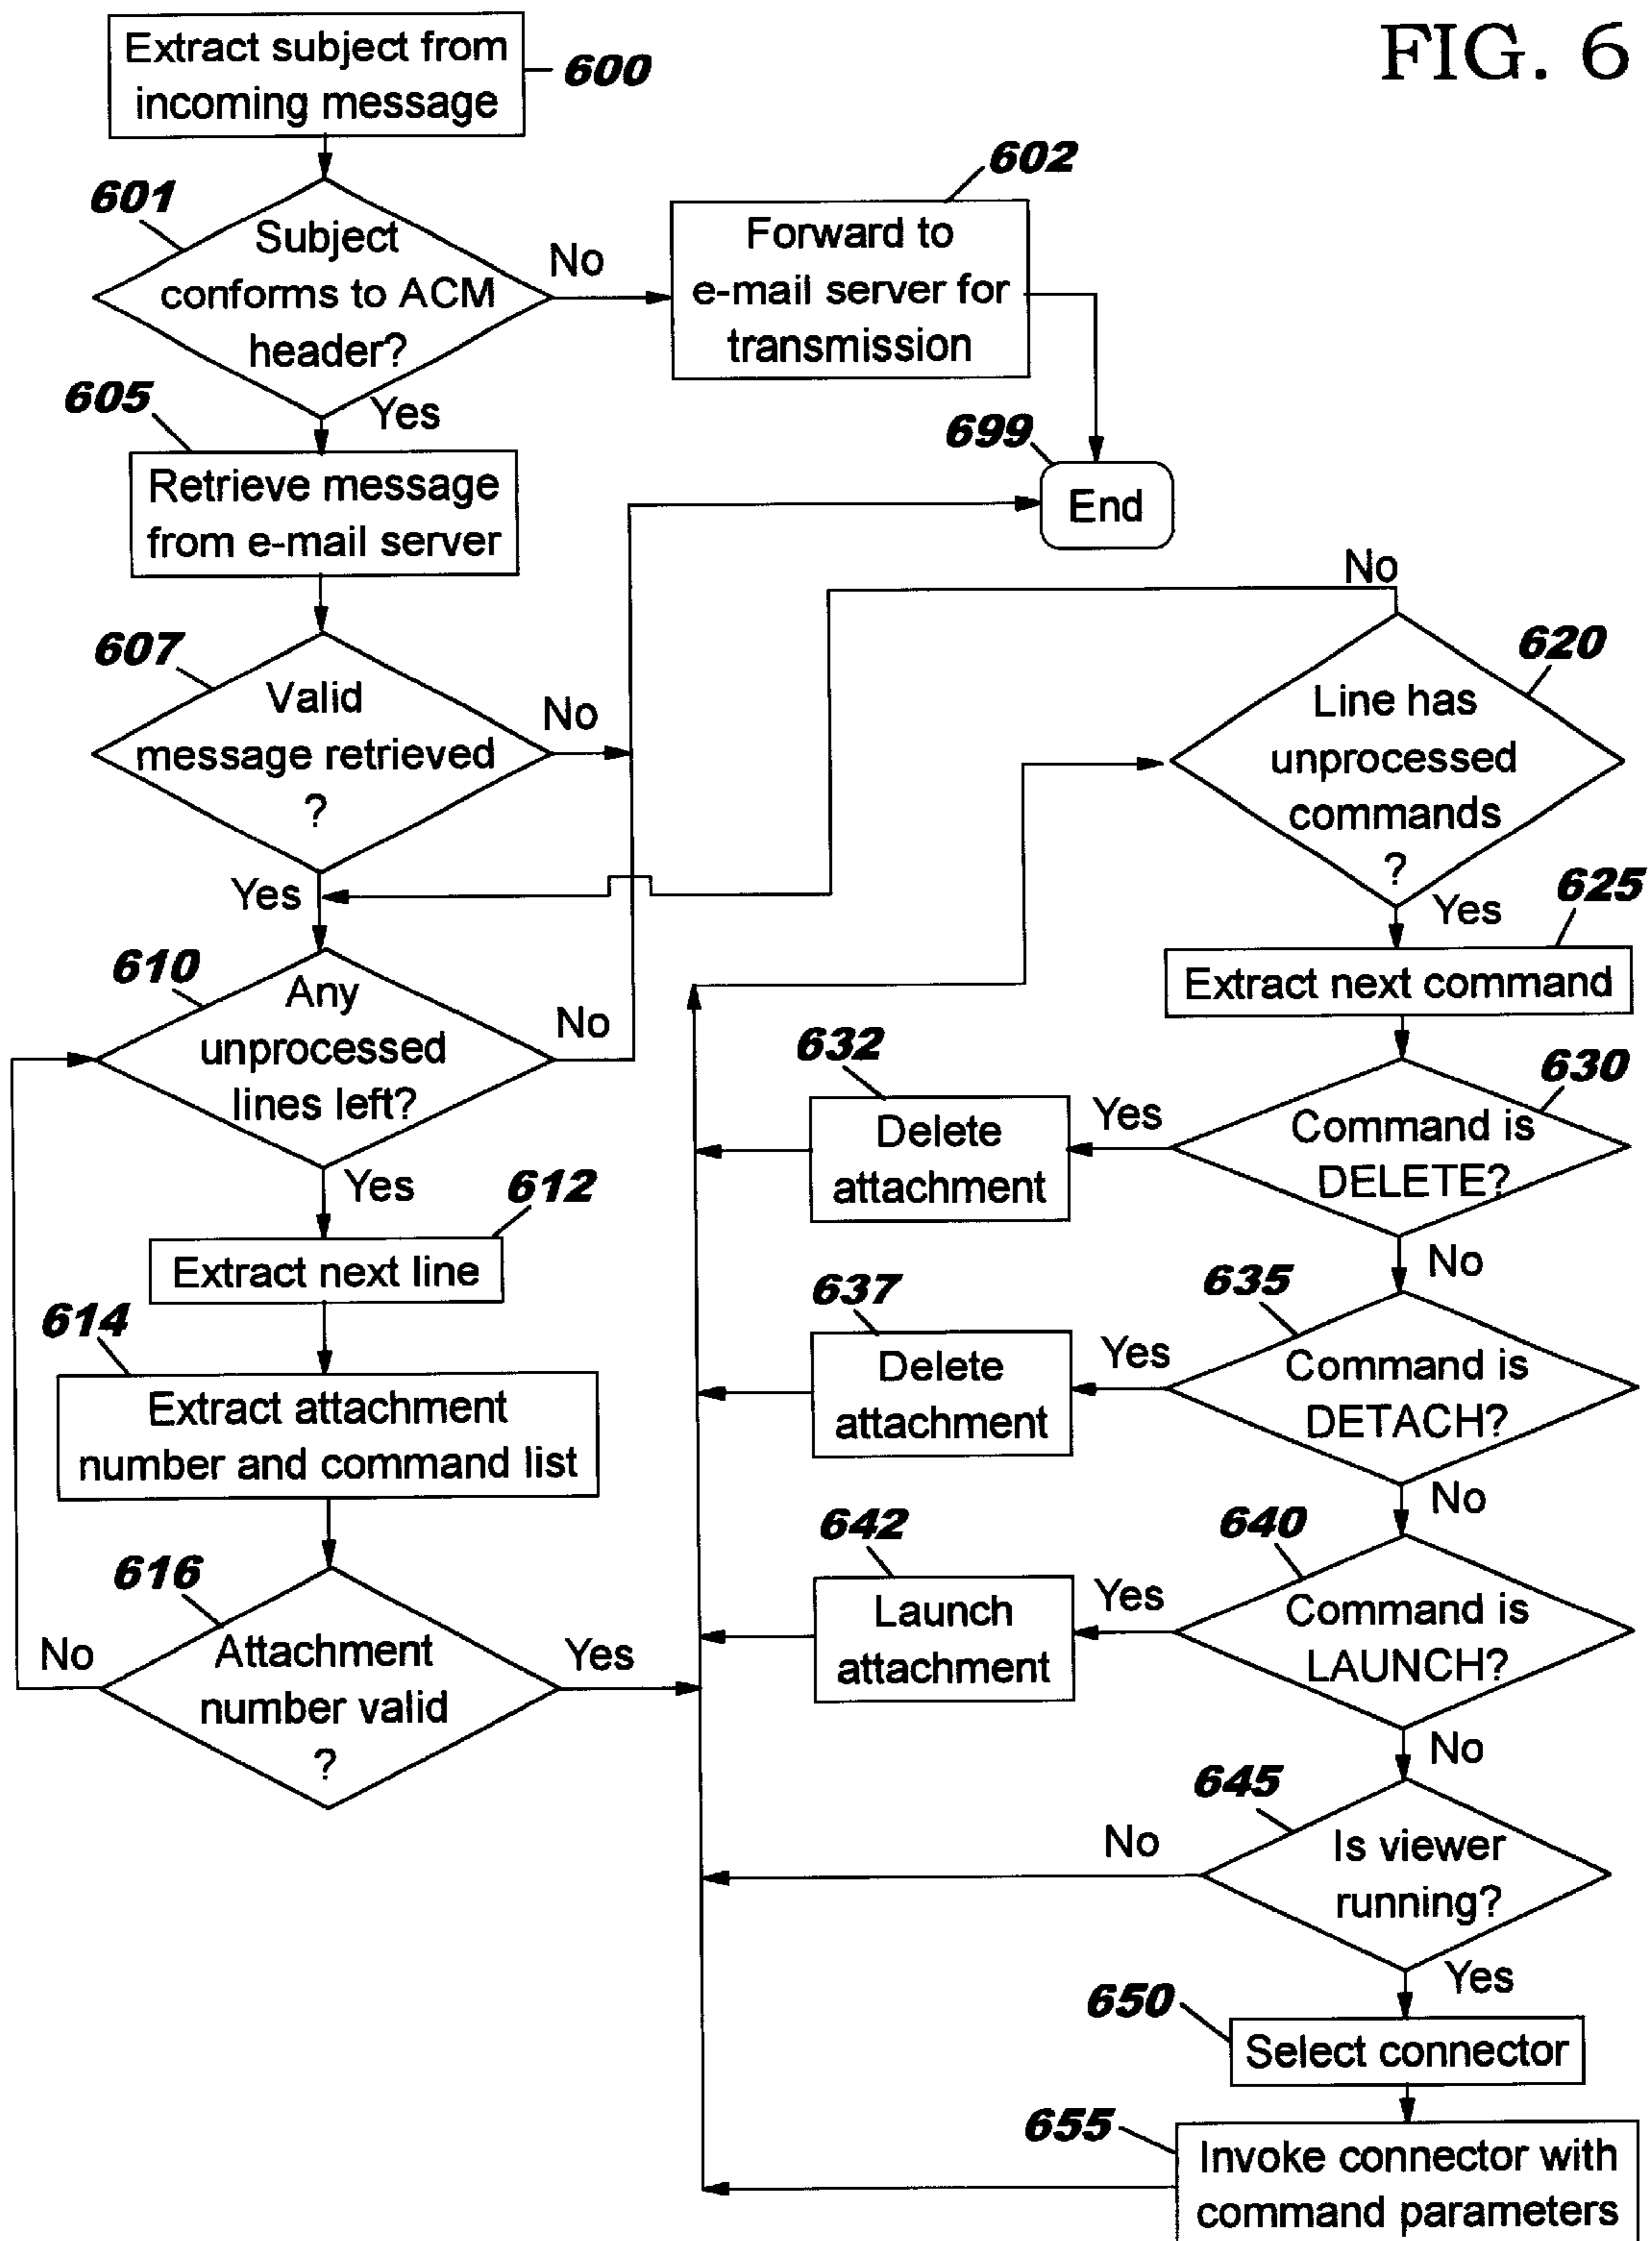 FIG. 6
Extract subject from
incoming message
600
601
Subject
conforms to ACM
header?
No
Yes
602
Forward to
e-mail server for
transmission
605
Retrieve message
from e-mail server
699
End
607
Valid
message retrieved
?
No
Yes
610
Any
unprocessed
lines left?
No
Yes
612
Extract next line
614
Extract attachment
number and command list
616
Attachment
number valid
?
No
Yes
No
620
Line has
unprocessed
commands
?
Yes
625
Extract next command
630
Command is
DELETE?
Yes
No
632
Delete
attachment
635
Command is
DETACH?
Yes
No
637
Delete
attachment
640
Command is
LAUNCH?
Yes
No
642
Launch
attachment
645
Is viewer
running?
No
Yes
650
Select connector
655
Invoke connector with
command parameters